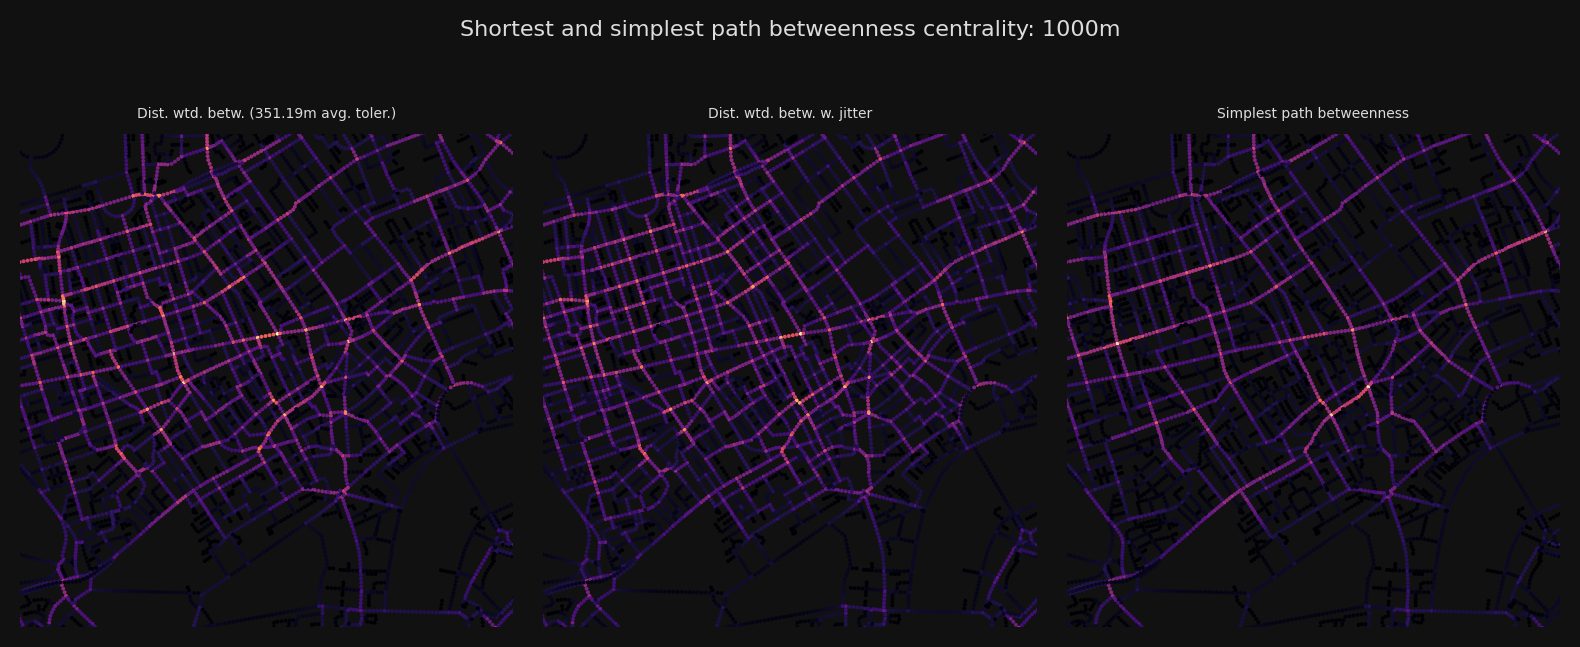 Shortest and simplest path betweenness centrality: 1000m
Dist. wtd. betw. (351.19m avg. toler.)
Dist. wtd. betw. w. jitter
Simplest path betweenness